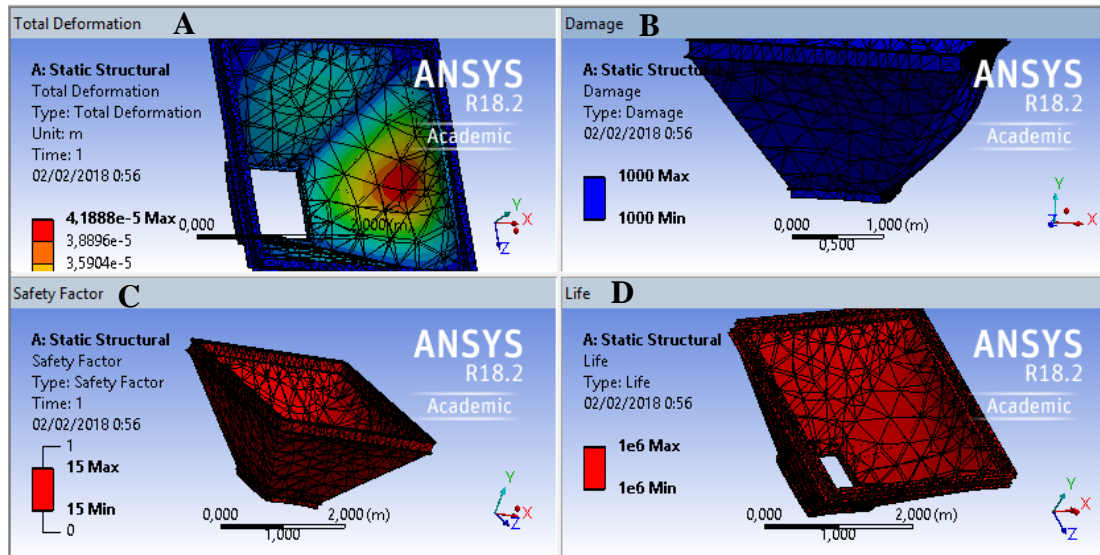 Total Deformation A
A: Static Structural
Total Deformation
Type: Total Deformation
Unit: m
Time: 1
02/02/2018 0:56
4,1888e-5 Max
3,8896e-5
3,5904e-5
0,000 2,000 (m)
ANSYS
R18.2
Academic
Y
X
Z
Damage B
A: Static Structural
Damage
Type: Damage
02/02/2018 0:56
1000 Max
1000 Min
0,000 1,000 (m)
0,500
ANSYS
R18.2
Academic
Y
Z X
Safety Factor C
A: Static Structural
Safety Factor
Type: Safety Factor
Time: 1
02/02/2018 0:56
1
15 Max
15 Min
0
0,000 2,000 (m)
1,000
ANSYS
R18.2
Academic
Y
X
Z
Life D
A: Static Structural
Life
Type: Life
02/02/2018 0:56
1e6 Max
1e6 Min
0,000 2,000 (m)
1,000
ANSYS
R18.2
Academic
Y
X
Z